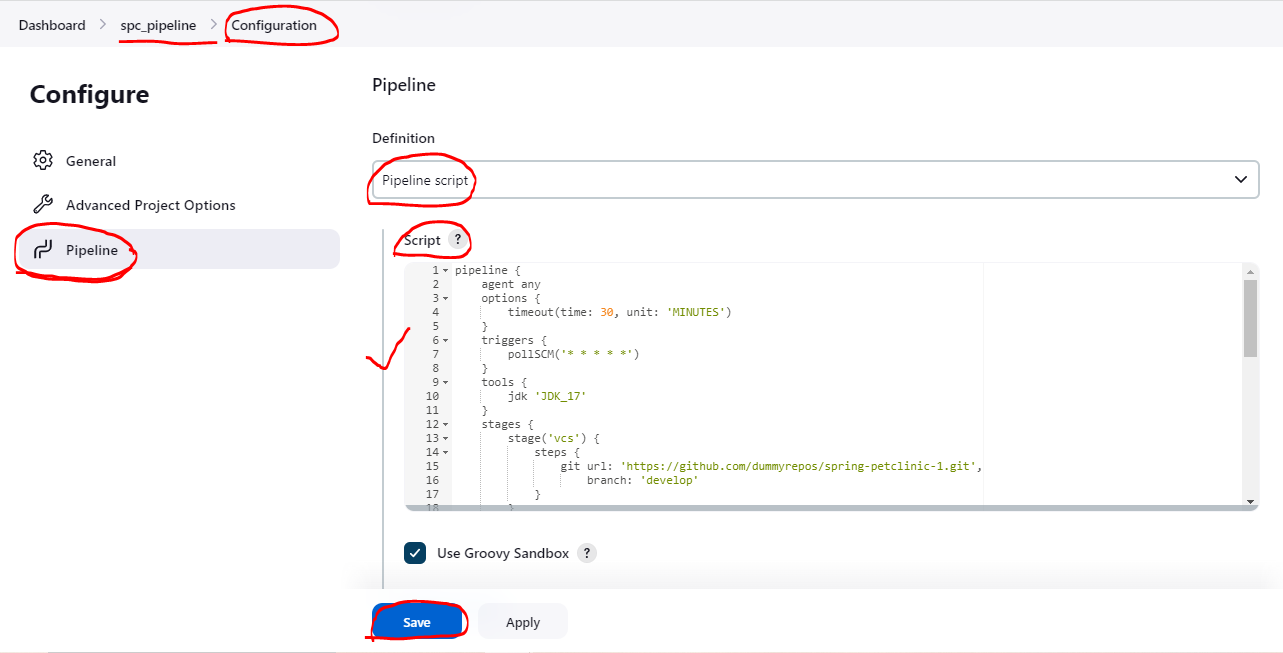 Dashboard > spc_pipeline > Configuration
Configure
General
Advanced Project Options
Pipeline
Pipeline
Definition
Pipeline script
Script ?
1 pipeline {
2     agent any
3     options {
4         timeout(time: 30, unit: 'MINUTES')
5     }
6     triggers {
7         pollSCM('* * * * *')
8     }
9     tools {
10         jdk 'JDK_17'
11     }
12     stages {
13         stage('vcs') {
14             steps {
15                 git url: 'https://github.com/dummyrepos/spring-petclinic-1.git',
16                     branch: 'develop'
17             }
18         }
Use Groovy Sandbox ?
Save
Apply